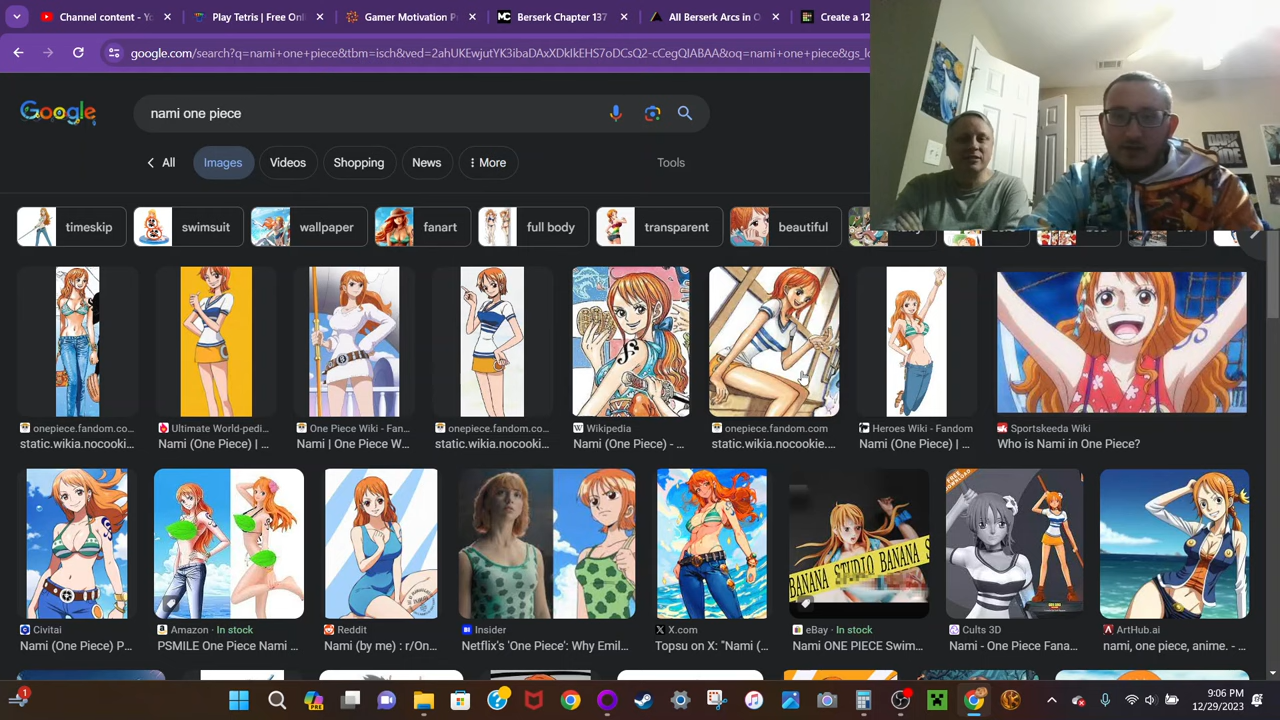 Channel content - Yo
Play Tetris | Free Onli
Gamer Motivation Pr
Berserk Chapter 137
All Berserk Arcs in O
Create a 12
google.com/search?q=nami+one+piece&tbm=isch&ved=2ahUKEwjutYK3ibaDAxXDkIkEHS7oDCsQ2-cCegQIABAA&oq=nami+one+piece&gs_l
Google
nami one piece
All
Images
Videos
Shopping
News
More
Tools
DARK
SIDE
timeskip
swimsuit
wallpaper
fanart
full body
transparent
beautiful
onepiece.fandom.co...
Ultimate World-pedi...
One Piece Wiki - Fan...
onepiece.fandom.co...
Wikipedia
onepiece.fandom.com
Heroes Wiki - Fandom
Sportskeeda Wiki
static.wikia.nocooki...
Nami (One Piece) | ...
Nami | One Piece W...
static.wikia.nocooki...
Nami (One Piece) - ...
static.wikia.nocookie....
Nami (One Piece) | ...
Who is Nami in One Piece?
BANANA STUDIO BANANA S
Civitai
Amazon · In stock
Reddit
Insider
X.com
eBay · In stock
Cults 3D
ArtHub.ai
Nami (One Piece) P...
PSMILE One Piece Nami ...
Nami (by me) : r/On...
Netflix's 'One Piece': Why Emil...
Topsu on X: "Nami (...
Nami ONE PIECE Swim...
Nami - One Piece Fana...
nami, one piece, anime. - ...
1
PRE
9:06 PM
12/29/2023